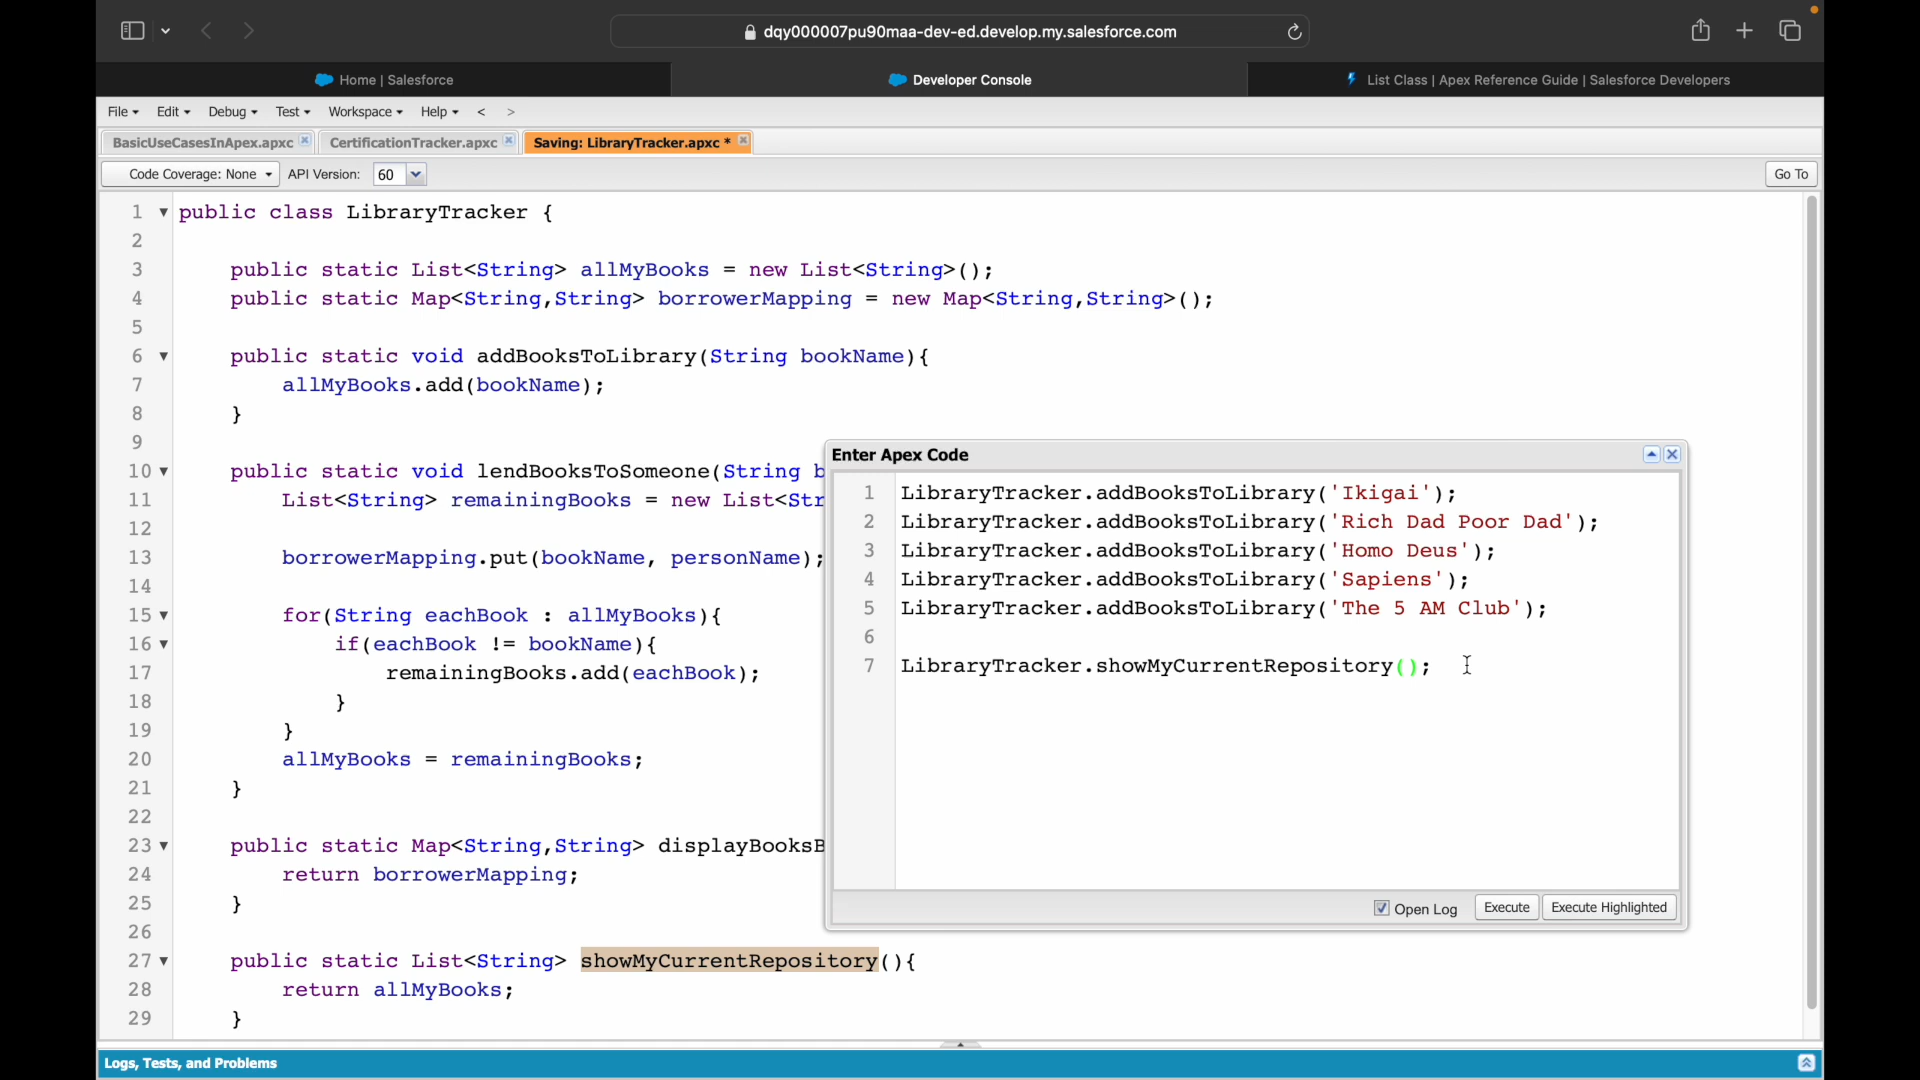 dqy000007pu90maa-dev-ed.develop.my.salesforce.com
Home | Salesforce
Developer Console
List Class | Apex Reference Guide | Salesforce Developers
File Edit Debug Test Workspace Help < >
BasicUseCasesInApex.apxc CertificationTracker.apxc Saving: LibraryTracker.apxc *
Code Coverage: None API Version: 60 Go To
1 public class LibraryTracker {
2
3 public static List<String> allMyBooks = new List<String>();
4 public static Map<String,String> borrowerMapping = new Map<String,String>();
5
6 public static void addBooksToLibrary(String bookName){
7 allMyBooks.add(bookName);
8 }
9
10 public static void lendBooksToSomeone(String b
11 List<String> remainingBooks = new List<Str
12
13 borrowerMapping.put(bookName, personName);
14
15 for(String eachBook : allMyBooks){
16 if(eachBook != bookName){
17 remainingBooks.add(eachBook);
18 }
19 }
20 allMyBooks = remainingBooks;
21 }
22
23 public static Map<String,String> displayBooksB
24 return borrowerMapping;
25 }
26
27 public static List<String> showMyCurrentRepository(){
28 return allMyBooks;
29 }
Enter Apex Code
1 LibraryTracker.addBooksToLibrary('Ikigai');
2 LibraryTracker.addBooksToLibrary('Rich Dad Poor Dad');
3 LibraryTracker.addBooksToLibrary('Homo Deus');
4 LibraryTracker.addBooksToLibrary('Sapiens');
5 LibraryTracker.addBooksToLibrary('The 5 AM Club');
6
7 LibraryTracker.showMyCurrentRepository();
Open Log Execute Execute Highlighted
Logs, Tests, and Problems